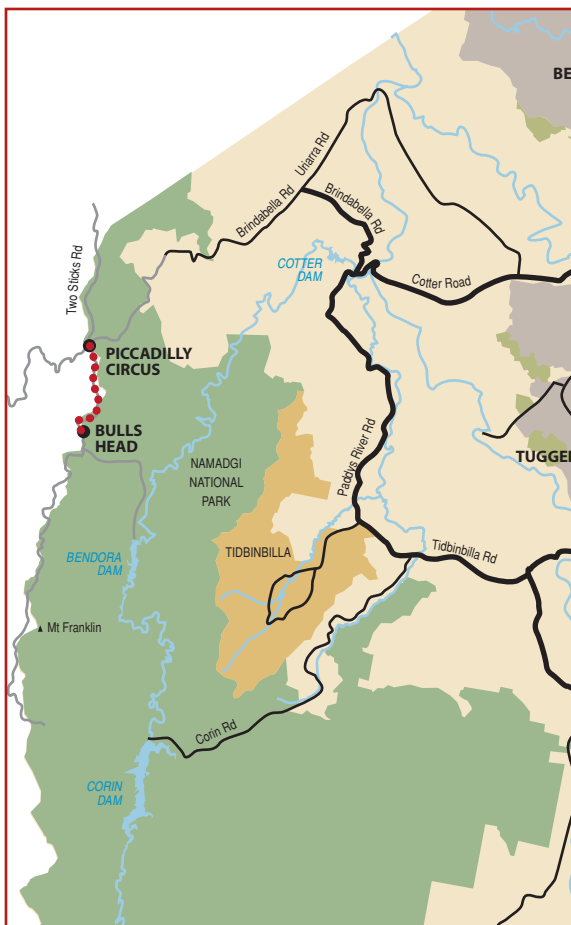 BE
Uriarra Rd
Brindabella Rd
Brindabella Rd
Two Sticks Rd
COTTER
DAM
Cotter Road
PICCADILLY
CIRCUS
BULLS
HEAD
NAMADGI
NATIONAL
PARK
Paddys River Rd
TUGGE
TIDBINBILLA
Tidbinbilla Rd
BENDORA
DAM
Mt Franklin
Corin Rd
CORIN
DAM